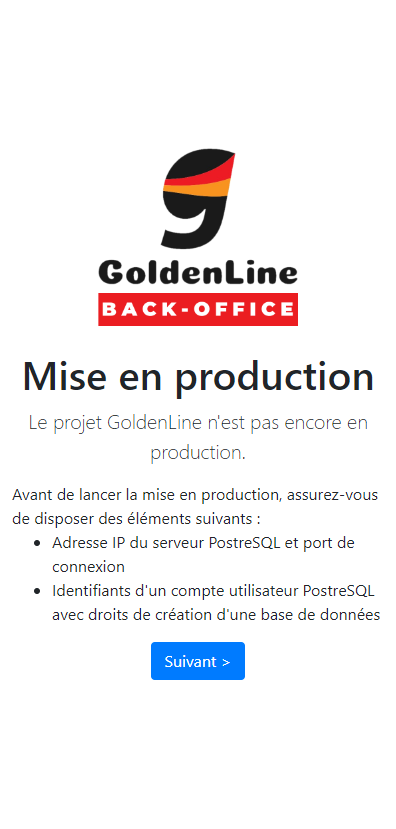 GoldenLine
BACK-OFFICE
Mise en production
Le projet GoldenLine n'est pas encore en
production.
Avant de lancer la mise en production, assurez-vous
de disposer des éléments suivants :
Adresse IP du serveur PostreSQL et port de
connexion
Identifiants d'un compte utilisateur PostreSQL
avec droits de création d'une base de données
Suivant >